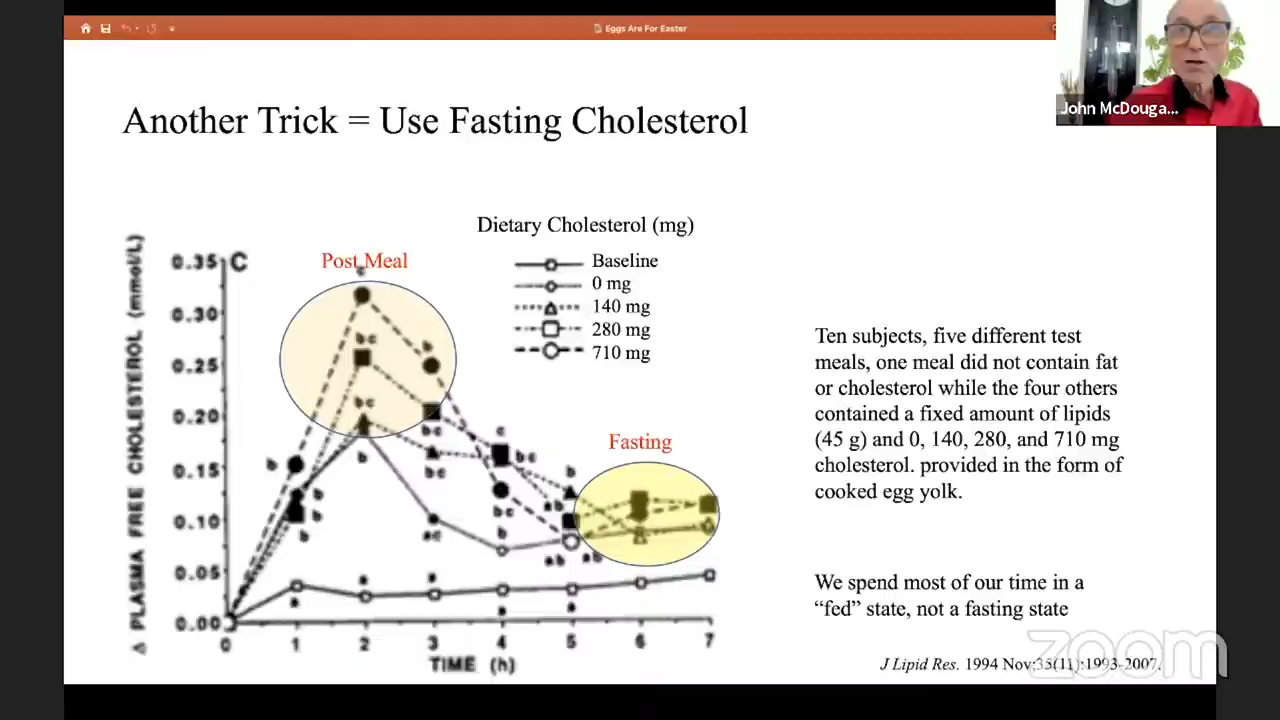 Eggs Are For Easter
John McDouga...
Another Trick = Use Fasting Cholesterol
Dietary Cholesterol (mg)
Baseline
0 mg
140 mg
280 mg
710 mg
Post Meal
Fasting
Δ PLASMA FREE CHOLESTEROL (mmol/L)
0.35
0.30
0.25
0.20
0.15
0.10
0.05
0.00
C
c
b c
b
b c
b
b
b
b
b
b c
b c
a c
c
b c
b c
b
b
a b
a b
a b
0 1 2 3 4 5 6 7
TIME (h)
Ten subjects, five different test
meals, one meal did not contain fat
or cholesterol while the four others
contained a fixed amount of lipids
(45 g) and 0, 140, 280, and 710 mg
cholesterol. provided in the form of
cooked egg yolk.
We spend most of our time in a
“fed” state, not a fasting state
J Lipid Res. 1994 Nov;35(11):1993-2007.
zoom